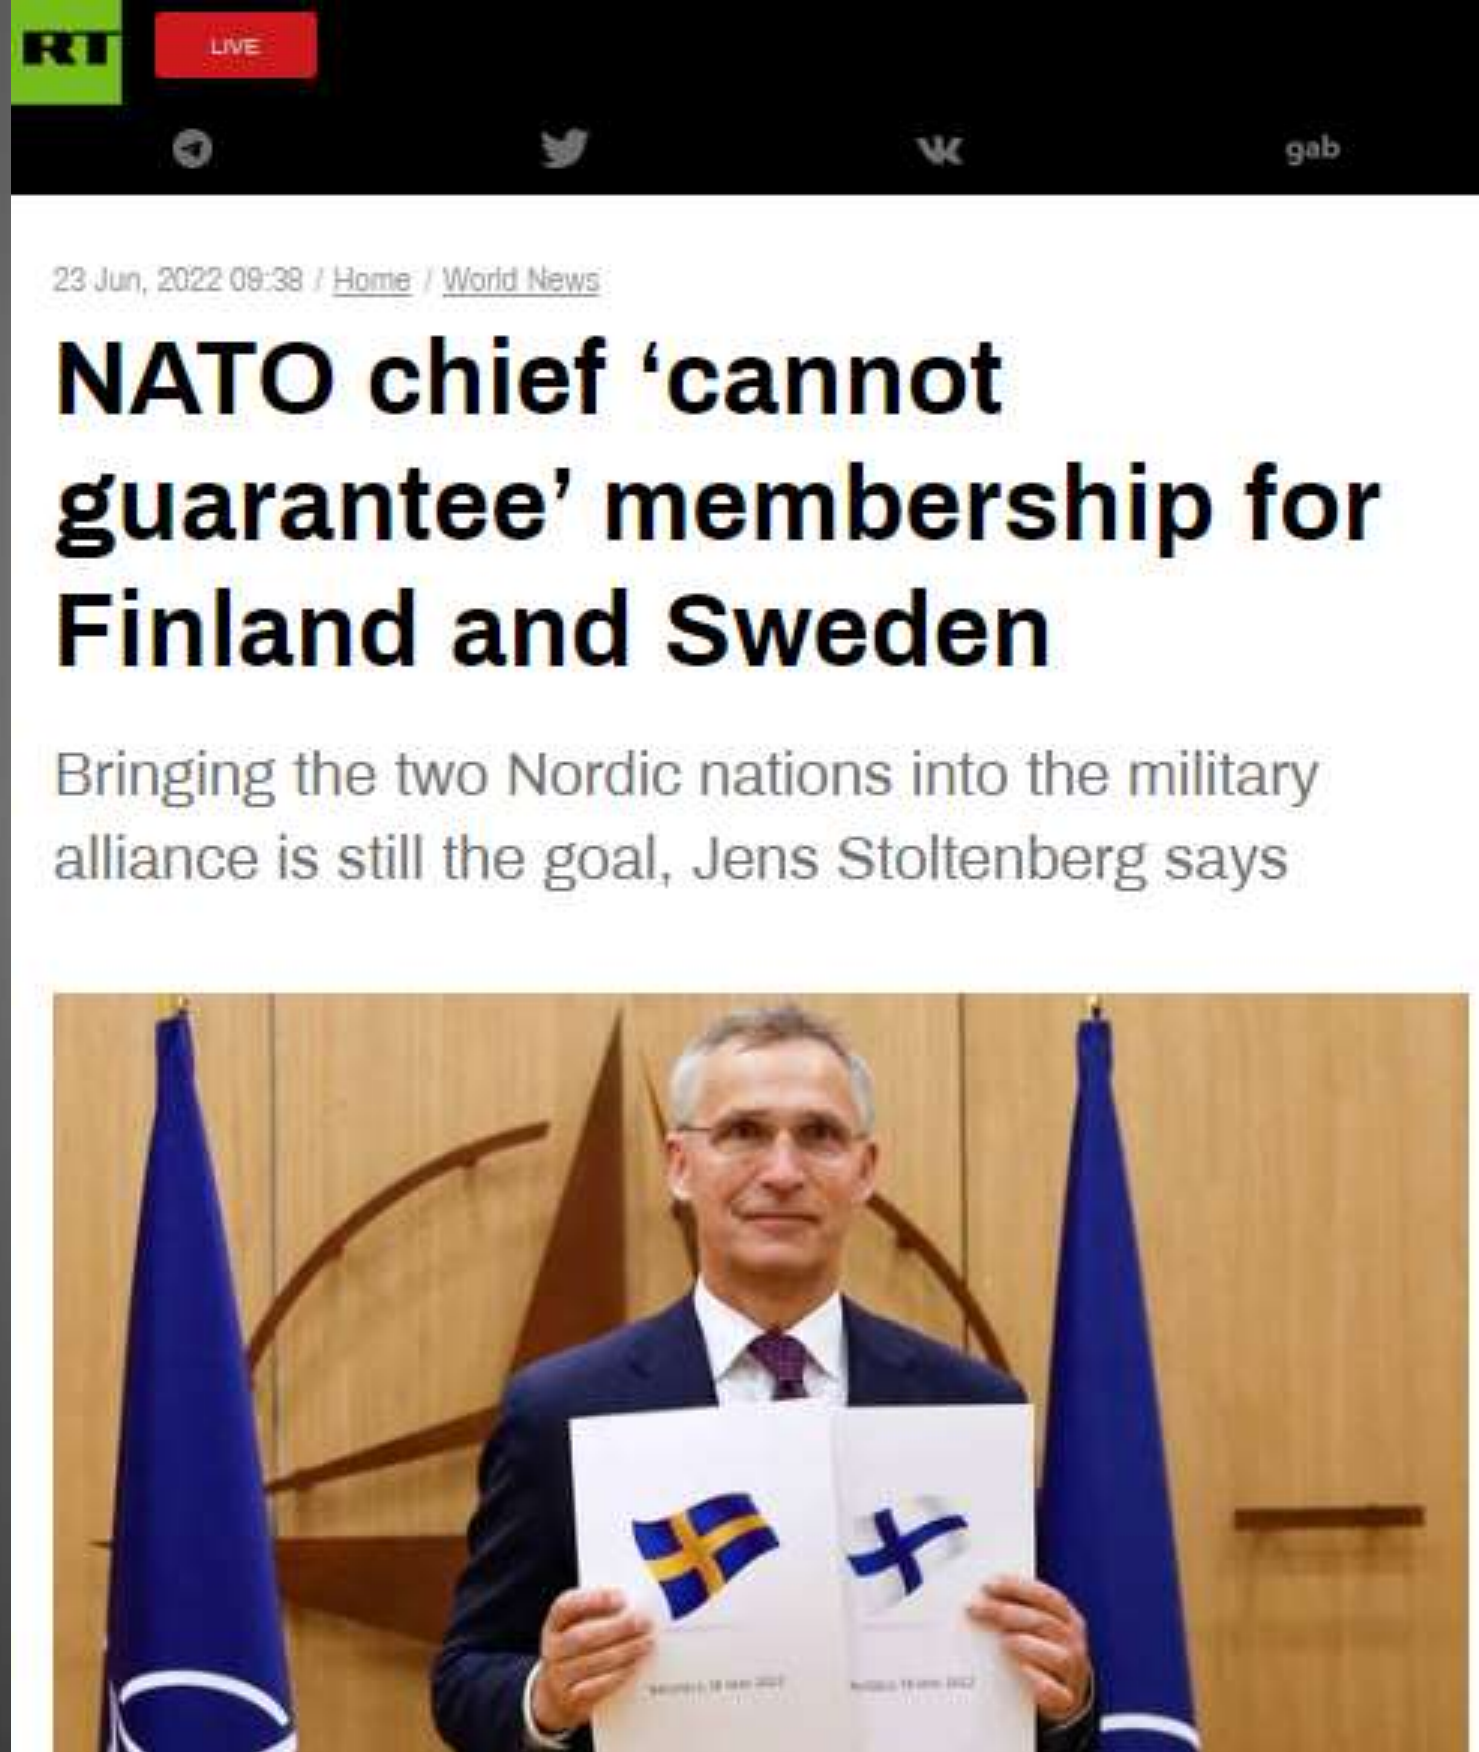 RT
LIVE
gab
23 Jun, 2022 09:38 / Home / World News
NATO chief ‘cannot
guarantee’ membership for
Finland and Sweden
Bringing the two Nordic nations into the military
alliance is still the goal, Jens Stoltenberg says